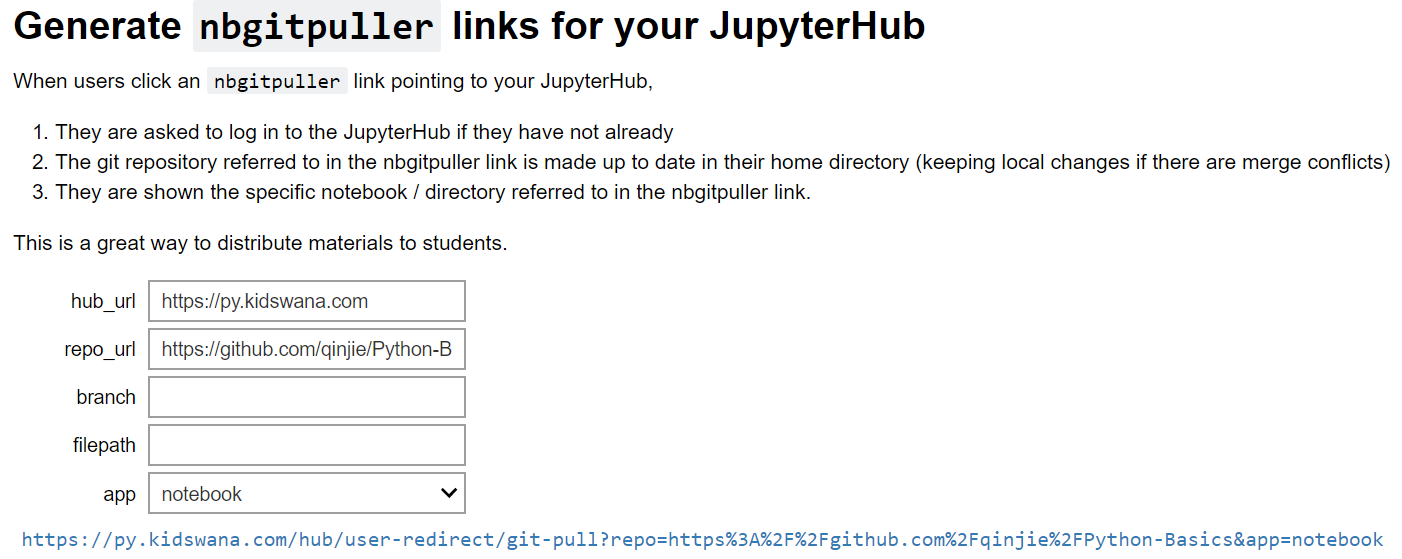 Generate nbgitpuller links for your JupyterHub
When users click an nbgitpuller link pointing to your JupyterHub,
1. They are asked to log in to the JupyterHub if they have not already
2. The git repository referred to in the nbgitpuller link is made up to date in their home directory (keeping local changes if there are merge conflicts)
3. They are shown the specific notebook / directory referred to in the nbgitpuller link.
This is a great way to distribute materials to students.
hub_url https://py.kidswana.com
repo_url https://github.com/qinjie/Python-B
branch
filepath
app notebook
https://py.kidswana.com/hub/user-redirect/git-pull?repo=https%3A%2F%2Fgithub.com%2Fqinjie%2FPython-Basics&app=notebook